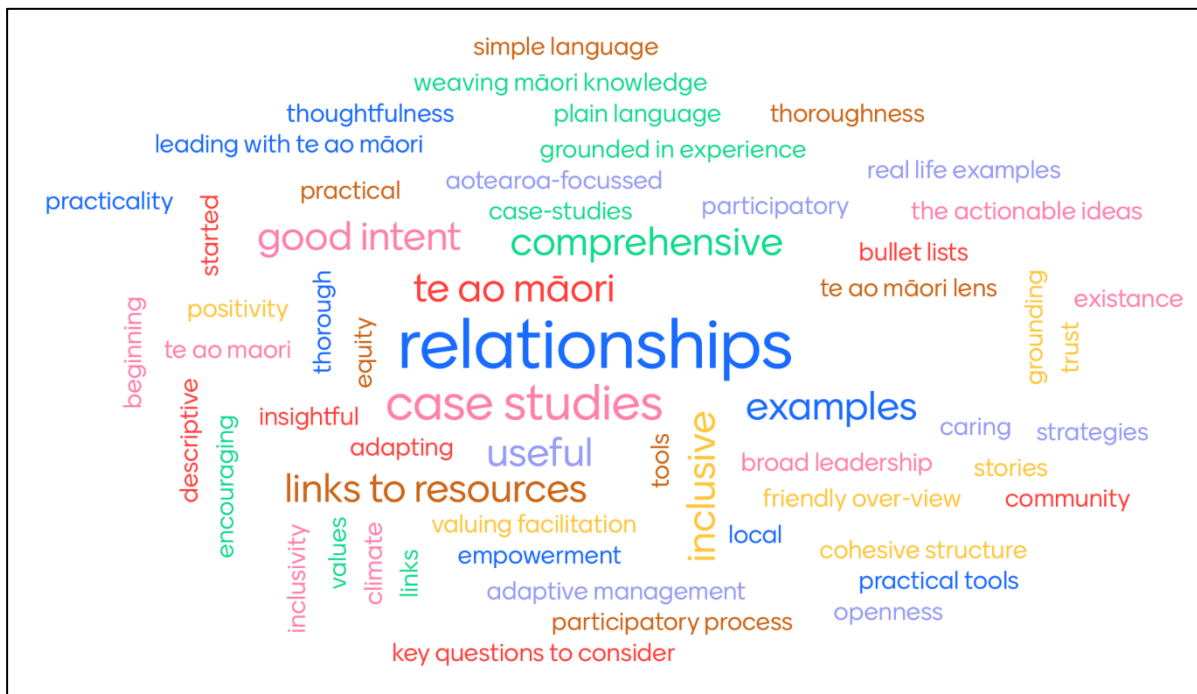 simple language
weaving māori knowledge
thoughtfulness
plain language
thoroughness
leading with te ao māori
grounded in experience
real life examples
aotearoa-focussed
practical
practicality
started
case-studies
participatory
the actionable ideas
good intent
comprehensive
bullet lists
te ao māori
te ao māori lens
grounding
trust
existance
positivity
thorough
equity
beginning
te ao maori
relationships
case studies
examples
descriptive
encouraging
insightful
adapting
useful
tools
inclusive
caring
strategies
broad leadership
stories
links to resources
friendly over-view
community
inclusivity
values
climate
links
valuing facilitation
local
empowerment
cohesive structure
practical tools
adaptive management
openness
participatory process
key questions to consider